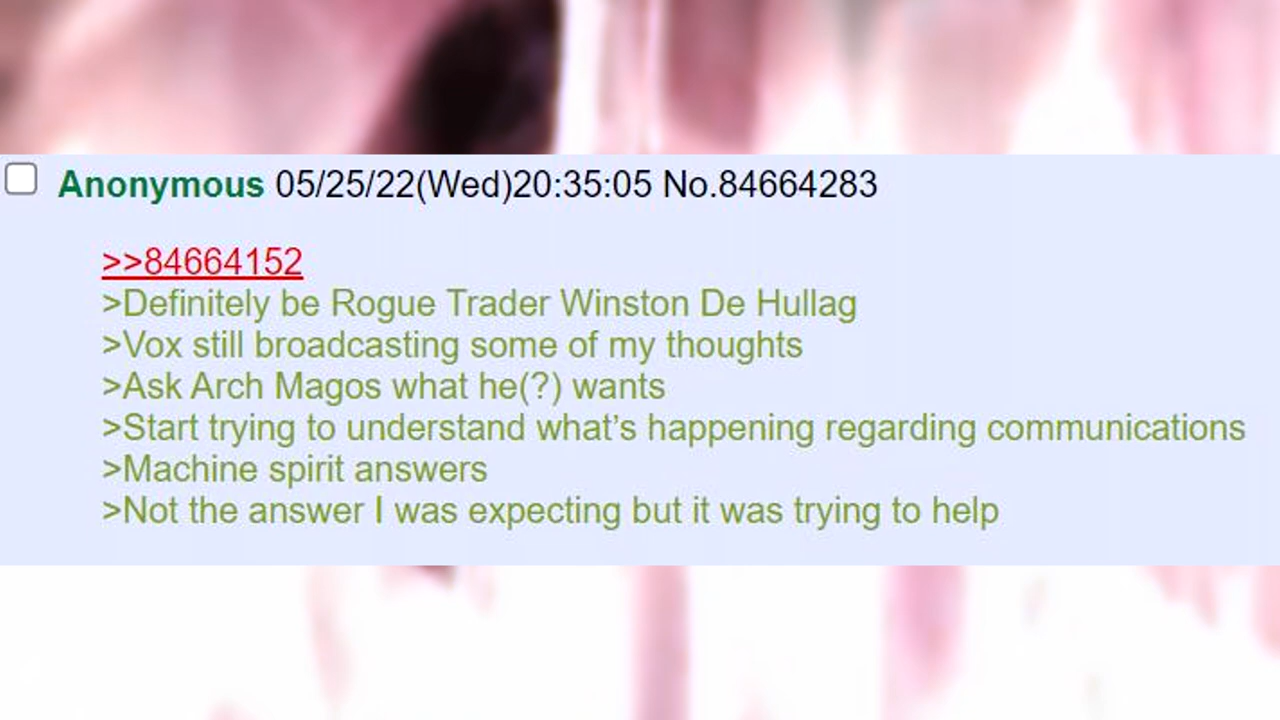 Anonymous 05/25/22(Wed)20:35:05 No.84664283
>>84664152
>Definitely be Rogue Trader Winston De Hullag
>Vox still broadcasting some of my thoughts
>Ask Arch Magos what he(?) wants
>Start trying to understand what’s happening regarding communications
>Machine spirit answers
>Not the answer I was expecting but it was trying to help